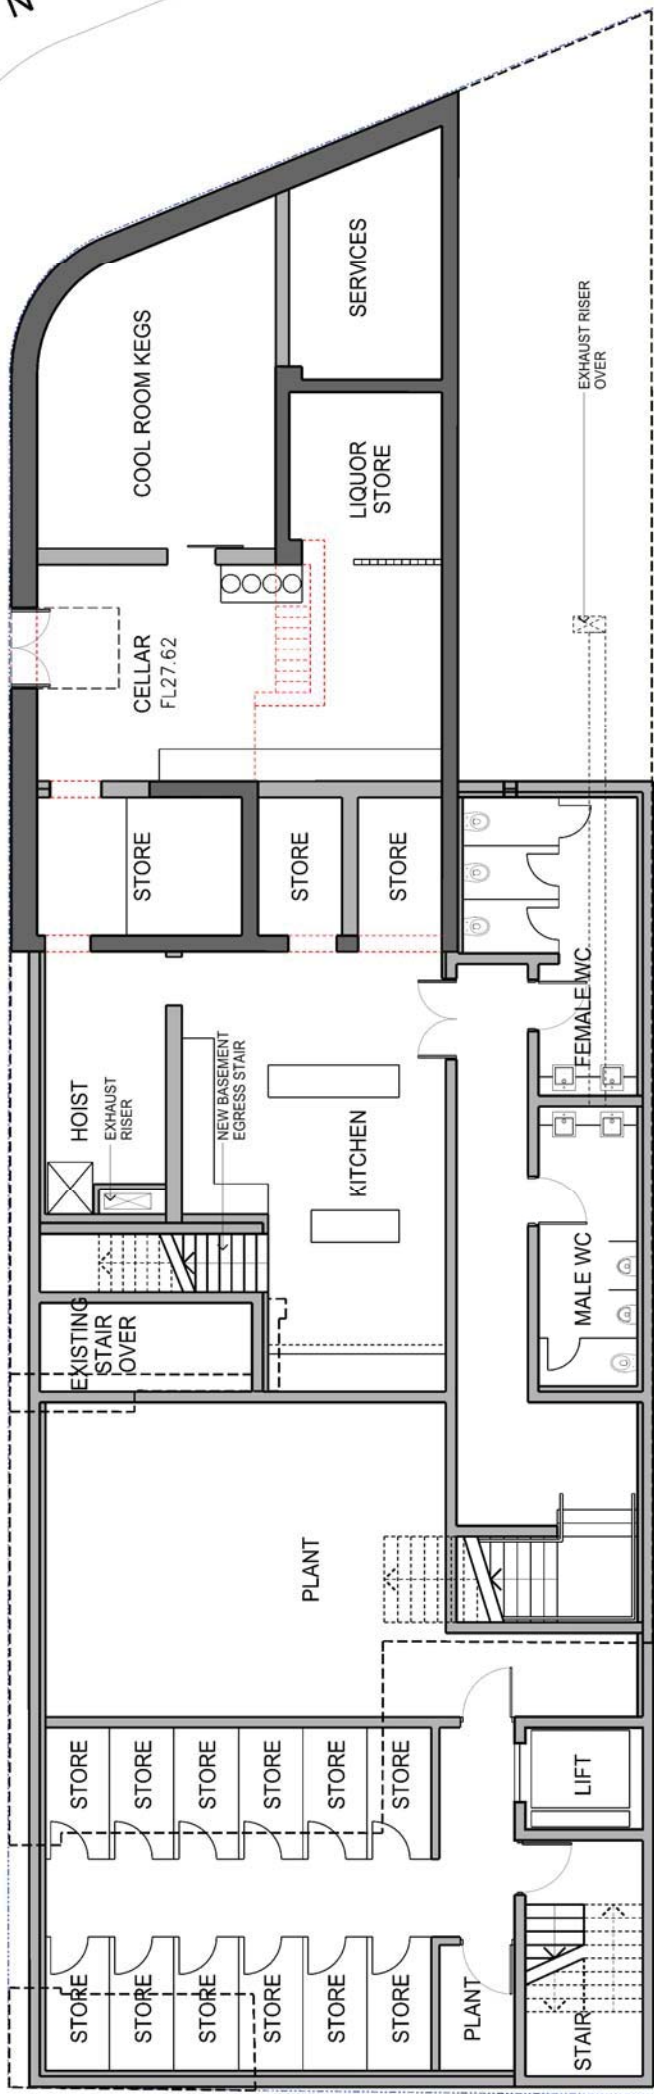 N
SERVICES
COOL ROOM KEGS
EXHAUST RISER
OVER
LIQUOR
STORE
CELLAR
FL27.62
STORE
STORE
STORE
FEMALE WC
HOIST
EXHAUST
RISER
NEW BASEMENT
EGRESS STAIR
KITCHEN
MALE WC
EXISTING
STAIR
OVER
PLANT
STORE
STORE
STORE
STORE
STORE
STORE
LIFT
STORE
STORE
STORE
STORE
STORE
STORE
PLANT
STAIR